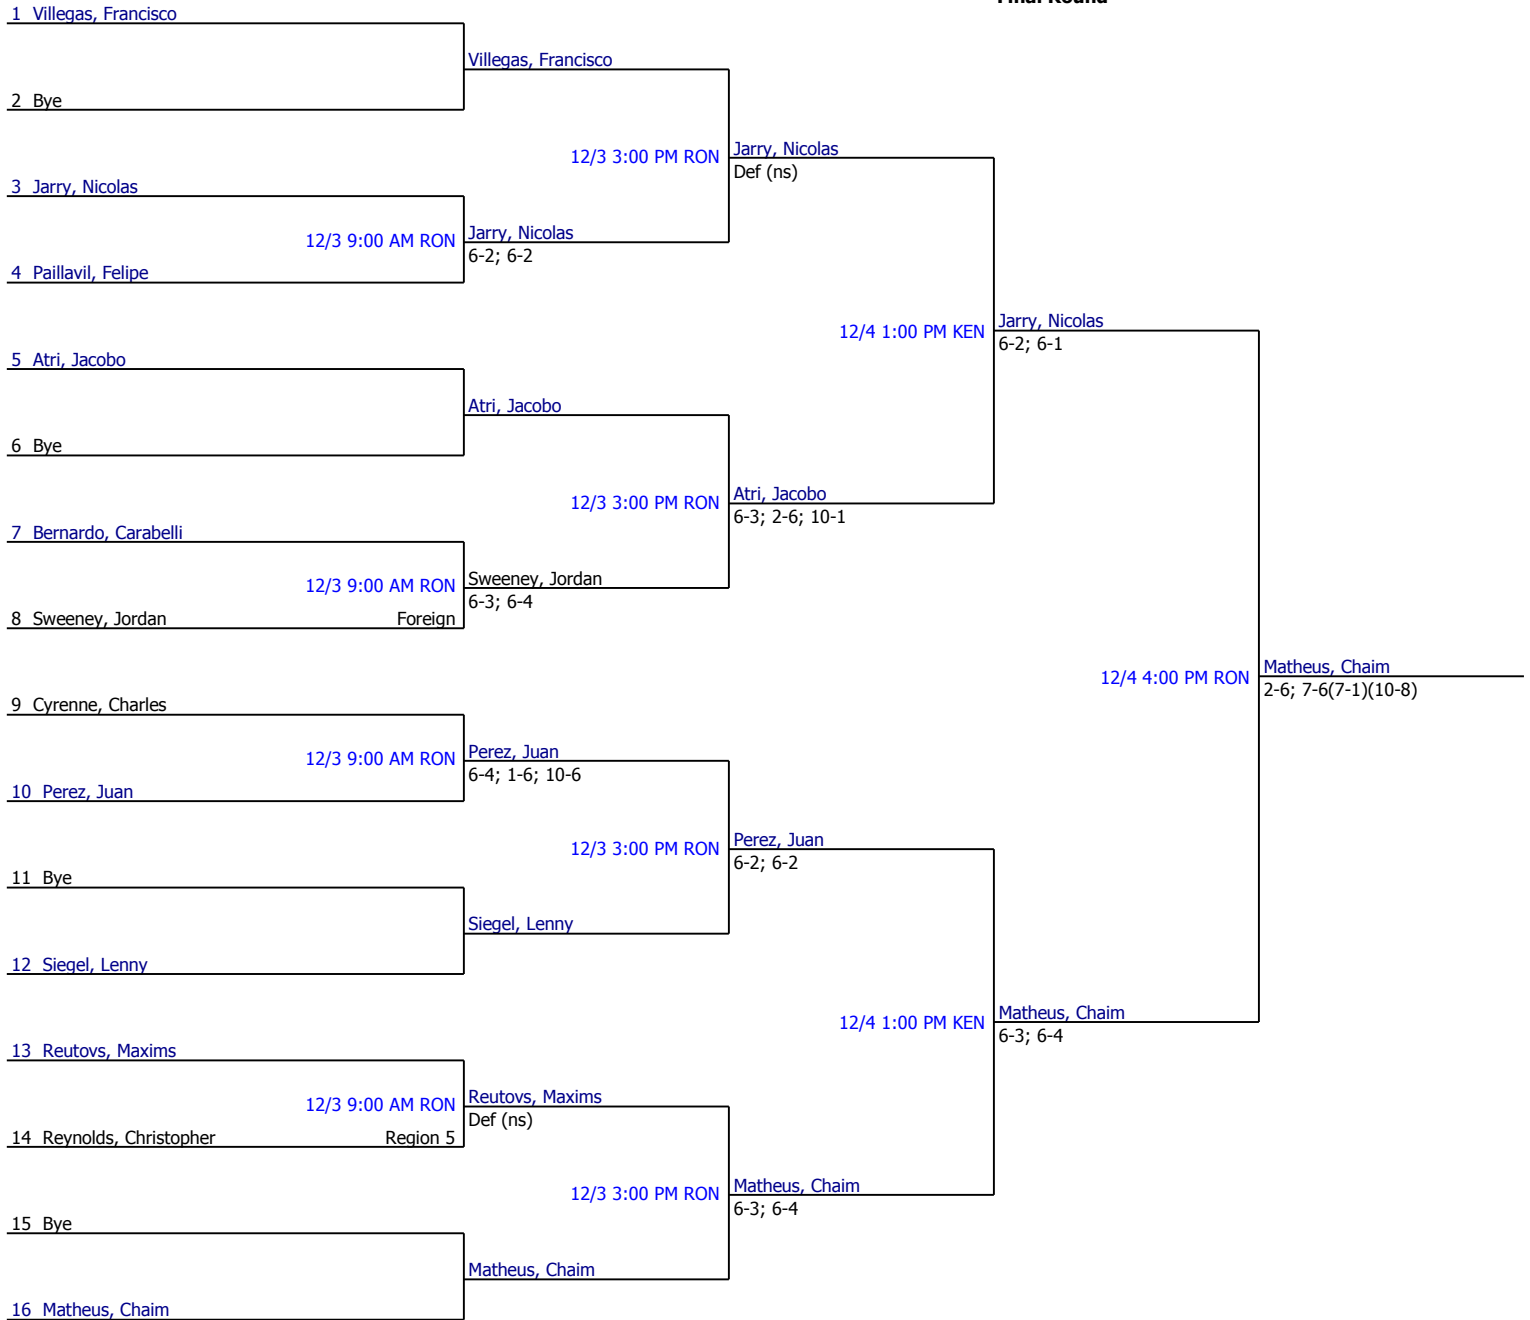 Final Round
1 Villegas, Francisco
Villegas, Francisco
2 Bye
12/3 3:00 PM RON
Jarry, Nicolas
Def (ns)
3 Jarry, Nicolas
12/3 9:00 AM RON
Jarry, Nicolas
6-2; 6-2
4 Paillavil, Felipe
12/4 1:00 PM KEN
Jarry, Nicolas
6-2; 6-1
5 Atri, Jacobo
Atri, Jacobo
6 Bye
12/3 3:00 PM RON
Atri, Jacobo
6-3; 2-6; 10-1
7 Bernardo, Carabelli
12/3 9:00 AM RON
Sweeney, Jordan
6-3; 6-4
8 Sweeney, Jordan Foreign
12/4 4:00 PM RON
Matheus, Chaim
2-6; 7-6(7-1)(10-8)
9 Cyrenne, Charles
12/3 9:00 AM RON
Perez, Juan
6-4; 1-6; 10-6
10 Perez, Juan
12/3 3:00 PM RON
Perez, Juan
6-2; 6-2
11 Bye
Siegel, Lenny
12 Siegel, Lenny
12/4 1:00 PM KEN
Matheus, Chaim
6-3; 6-4
13 Reutovs, Maxims
12/3 9:00 AM RON
Reutovs, Maxims
Def (ns)
14 Reynolds, Christopher Region 5
12/3 3:00 PM RON
Matheus, Chaim
6-3; 6-4
15 Bye
Matheus, Chaim
16 Matheus, Chaim